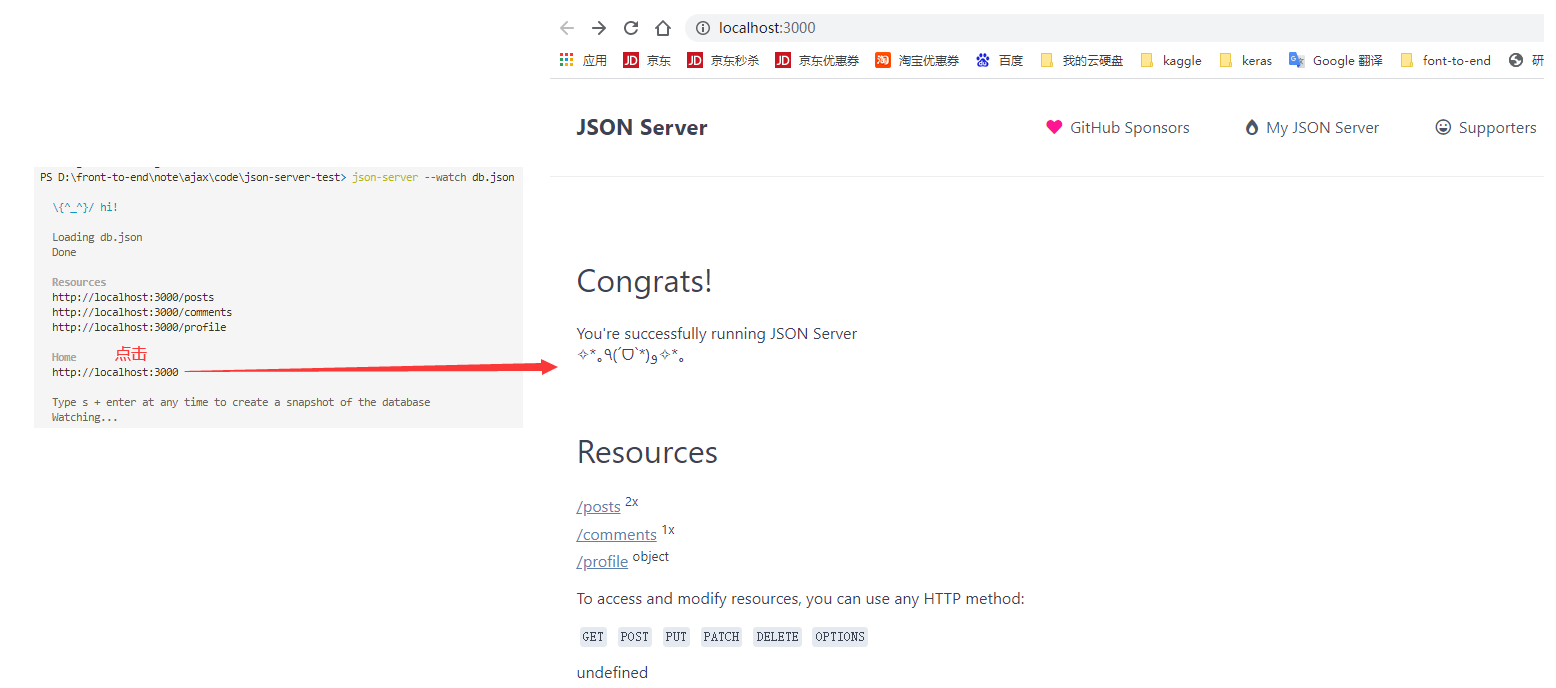 PS D:\front-to-end\note\ajax\code\json-server-test> json-server --watch db.json
\{^_^}/ hi!
Loading db.json
Done
Resources
http://localhost:3000/posts
http://localhost:3000/comments
http://localhost:3000/profile
Home
点击
http://localhost:3000
Type s + enter at any time to create a snapshot of the database
Watching...
localhost:3000
应用 JD 京东 JD 京东秒杀 JD 京东优惠券 淘 淘宝优惠券 百度 我的云硬盘 kaggle keras Google 翻译 font-to-end 研
JSON Server
GitHub Sponsors My JSON Server Supporters
Congrats!
You're successfully running JSON Server
✧*｡٩(ˊᗜˋ*)و✧*｡
Resources
/posts 2x
/comments 1x
/profile object
To access and modify resources, you can use any HTTP method:
GET POST PUT PATCH DELETE OPTIONS
undefined